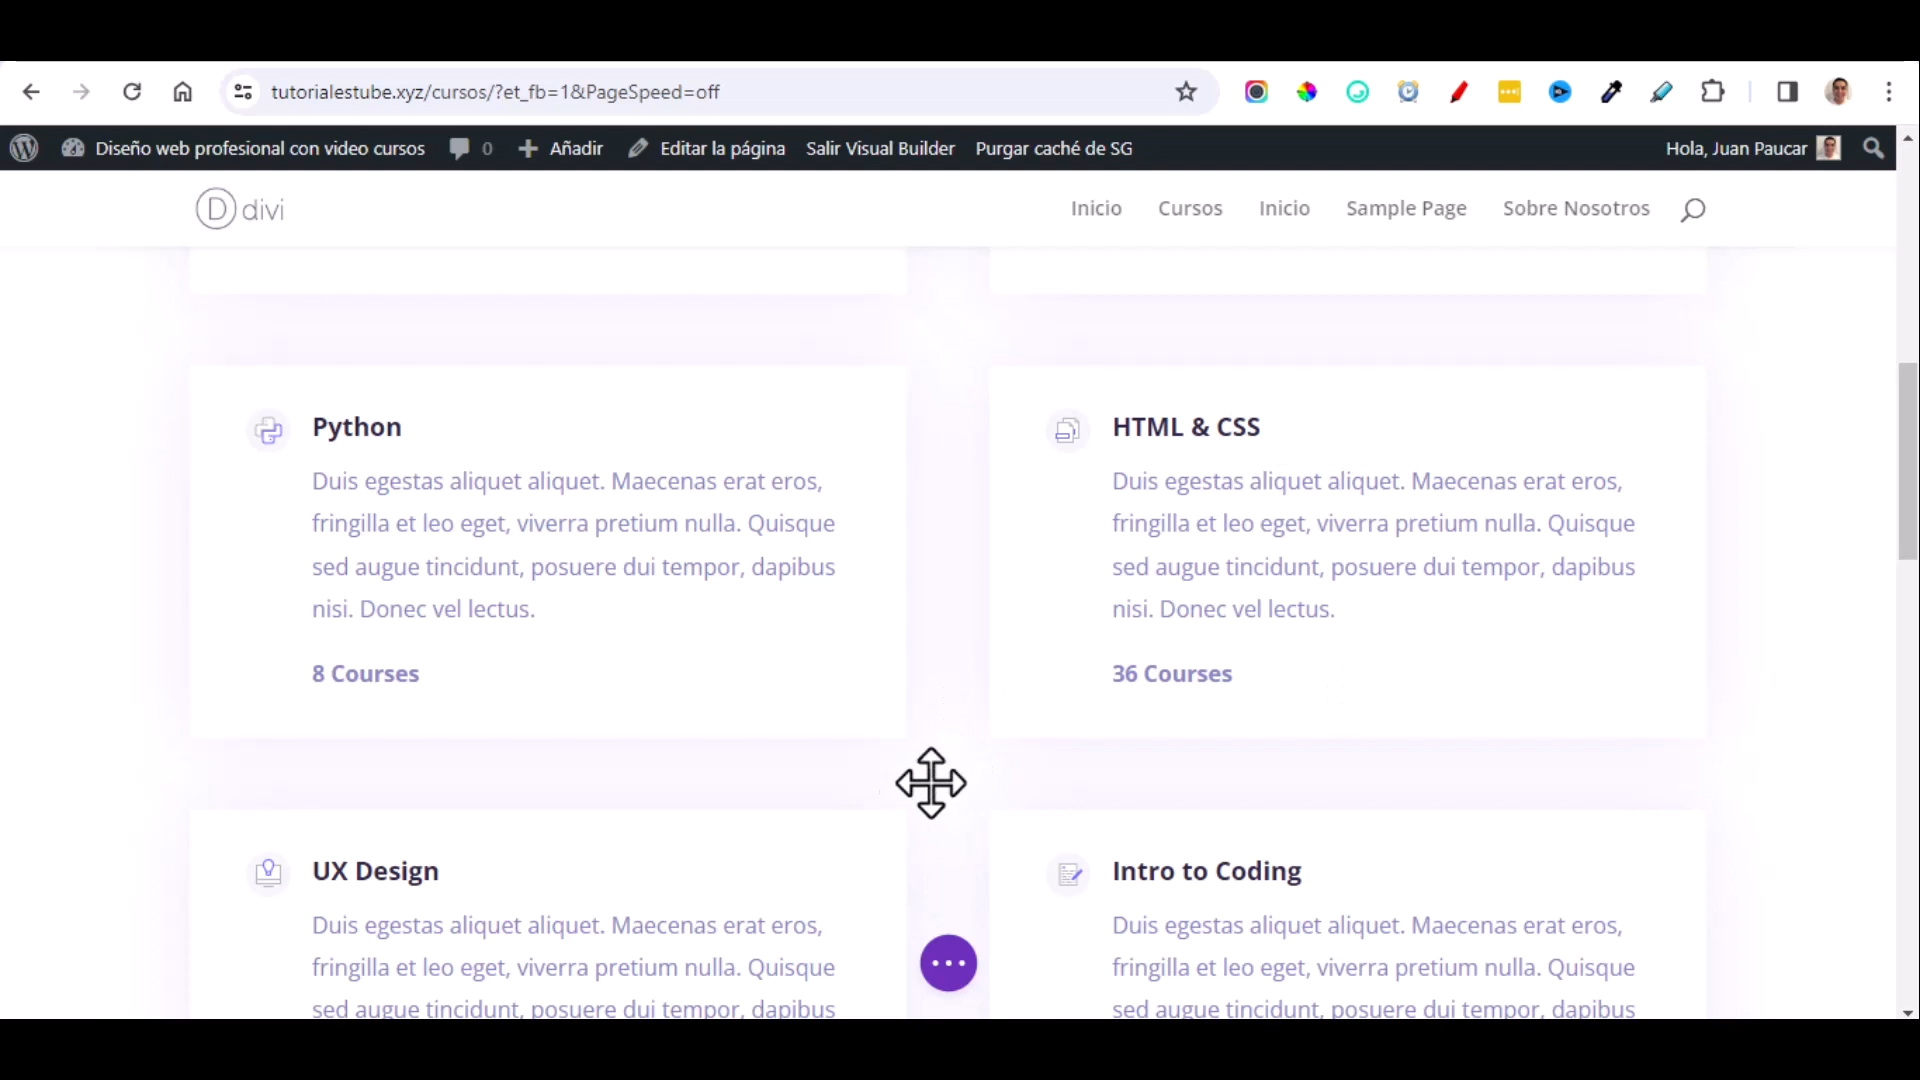 tutorialestube.xyz/cursos/?et_fb=1&PageSpeed=off
Diseño web profesional con video cursos 0 Añadir Editar la página Salir Visual Builder Purgar caché de SG Hola, Juan Paucar
D divi Inicio Cursos Inicio Sample Page Sobre Nosotros
Python
Duis egestas aliquet aliquet. Maecenas erat eros,
fringilla et leo eget, viverra pretium nulla. Quisque
sed augue tincidunt, posuere dui tempor, dapibus
nisi. Donec vel lectus.
8 Courses
HTML & CSS
Duis egestas aliquet aliquet. Maecenas erat eros,
fringilla et leo eget, viverra pretium nulla. Quisque
sed augue tincidunt, posuere dui tempor, dapibus
nisi. Donec vel lectus.
36 Courses
UX Design
Duis egestas aliquet aliquet. Maecenas erat eros,
fringilla et leo eget, viverra pretium nulla. Quisque
sed augue tincidunt, posuere dui tempor, dapibus
Intro to Coding
Duis egestas aliquet aliquet. Maecenas erat eros,
fringilla et leo eget, viverra pretium nulla. Quisque
sed augue tincidunt, posuere dui tempor, dapibus